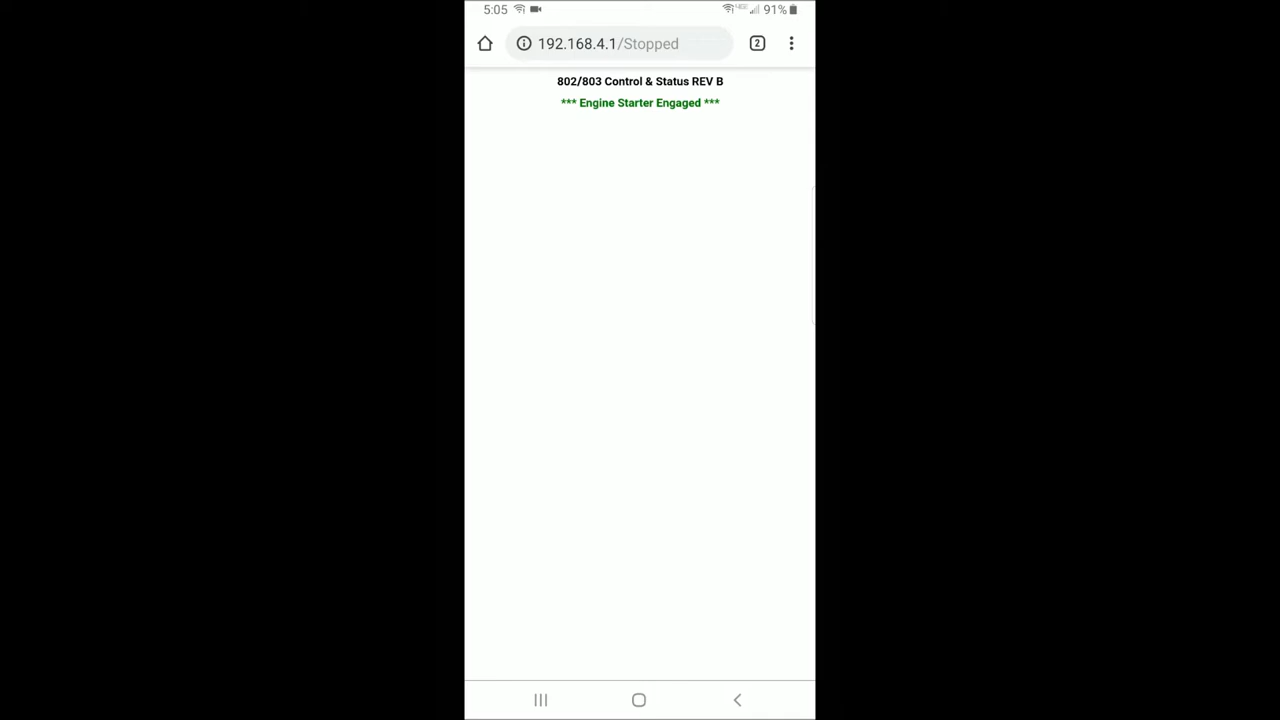 5:05
91%
192.168.4.1/Stopped
2
802/803 Control & Status REV B
*** Engine Starter Engaged ***